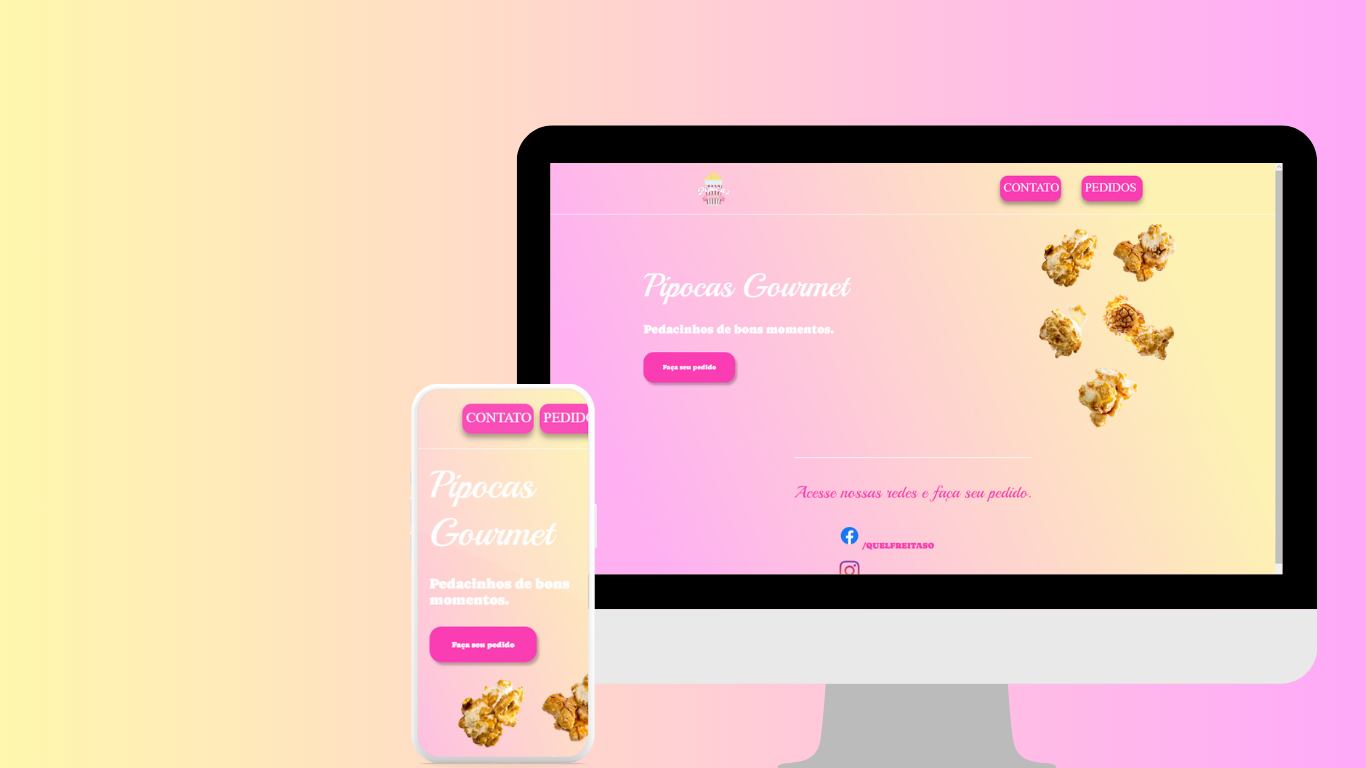 CONTATO PEDIDOS
Pipocas Gourmet
Pedacinhos de bons momentos.
Faça seu pedido
Acesse nossas redes e faça seu pedido.
/QUELFREITASO
CONTATO PEDIDO
Pipocas
Gourmet
Pedacinhos de bons
momentos.
Faça seu pedido